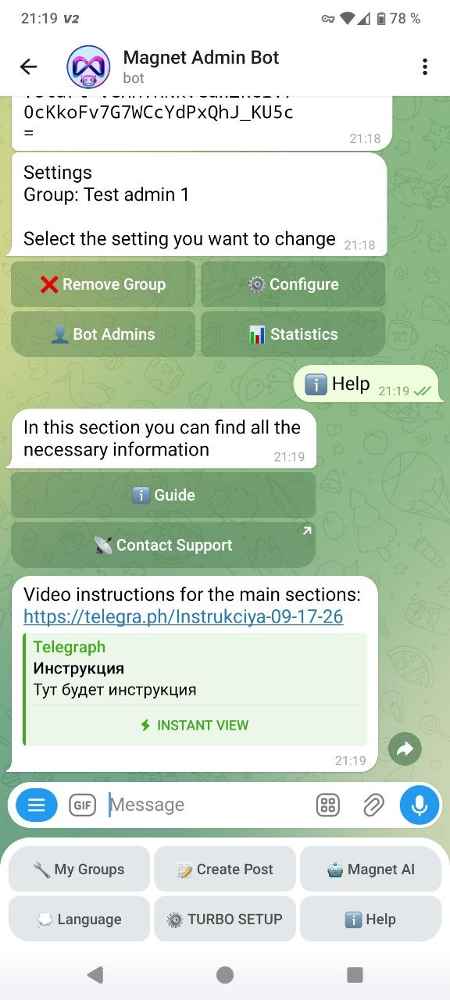 21:19 V2
78 %
Magnet Admin Bot
bot
0cKkoFv7G7WCcYdPxQhJ_KU5c
=
21:18
Settings
Group: Test admin 1
Select the setting you want to change 21:18
❌ Remove Group
⚙️ Configure
👤 Bot Admins
📊 Statistics
ℹ️ Help 21:19
In this section you can find all the
necessary information 21:19
ℹ️ Guide
📡 Contact Support
Video instructions for the main sections:
https://telegra.ph/Instrukciya-09-17-26
Telegraph
Инструкция
Тут будет инструкция
INSTANT VIEW
21:19
GIF Message
🔧 My Groups
📝 Create Post
🤖 Magnet AI
💭 Language
⚙️ TURBO SETUP
ℹ️ Help